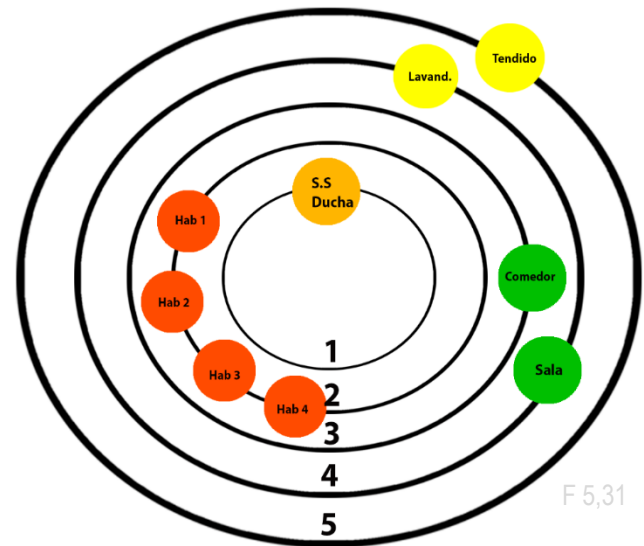 Tendido
Lavand.
S.S
Ducha
Hab 1
Comedor
Hab 2
Sala
Hab 3
Hab 4
1
2
3
4
5
F 5,31